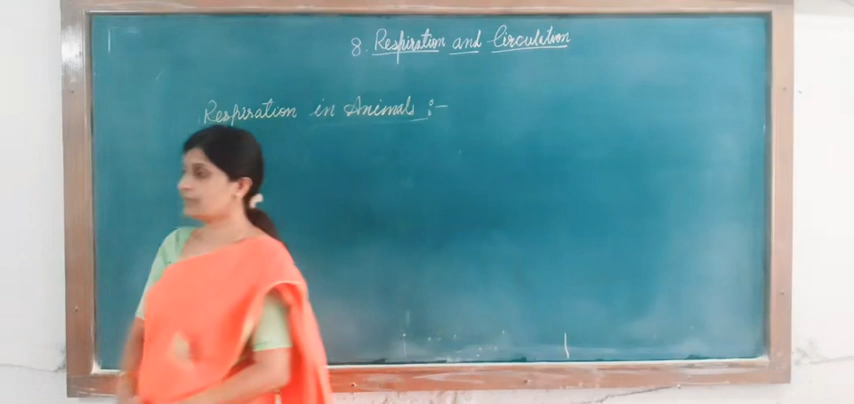 8. Respiration and Circulation
Respiration in Animals :-